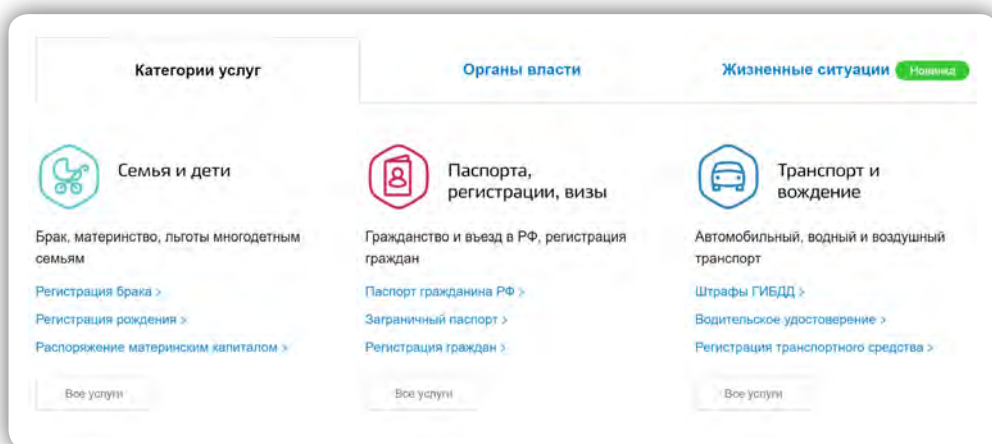 Категории услуг
Органы власти
Жизненные ситуации Новинка
Семья и дети
Брак, материнство, льготы многодетным
семьям
Регистрация брака >
Регистрация рождения >
Распоряжение материнским капиталом >
Все услуги
Паспорта,
регистрации, визы
Гражданство и въезд в РФ, регистрация
граждан
Паспорт гражданина РФ >
Заграничный паспорт >
Регистрация граждан >
Все услуги
Транспорт и
вождение
Автомобильный, водный и воздушный
транспорт
Штрафы ГИБДД >
Водительское удостоверение >
Регистрация транспортного средства >
Все услуги